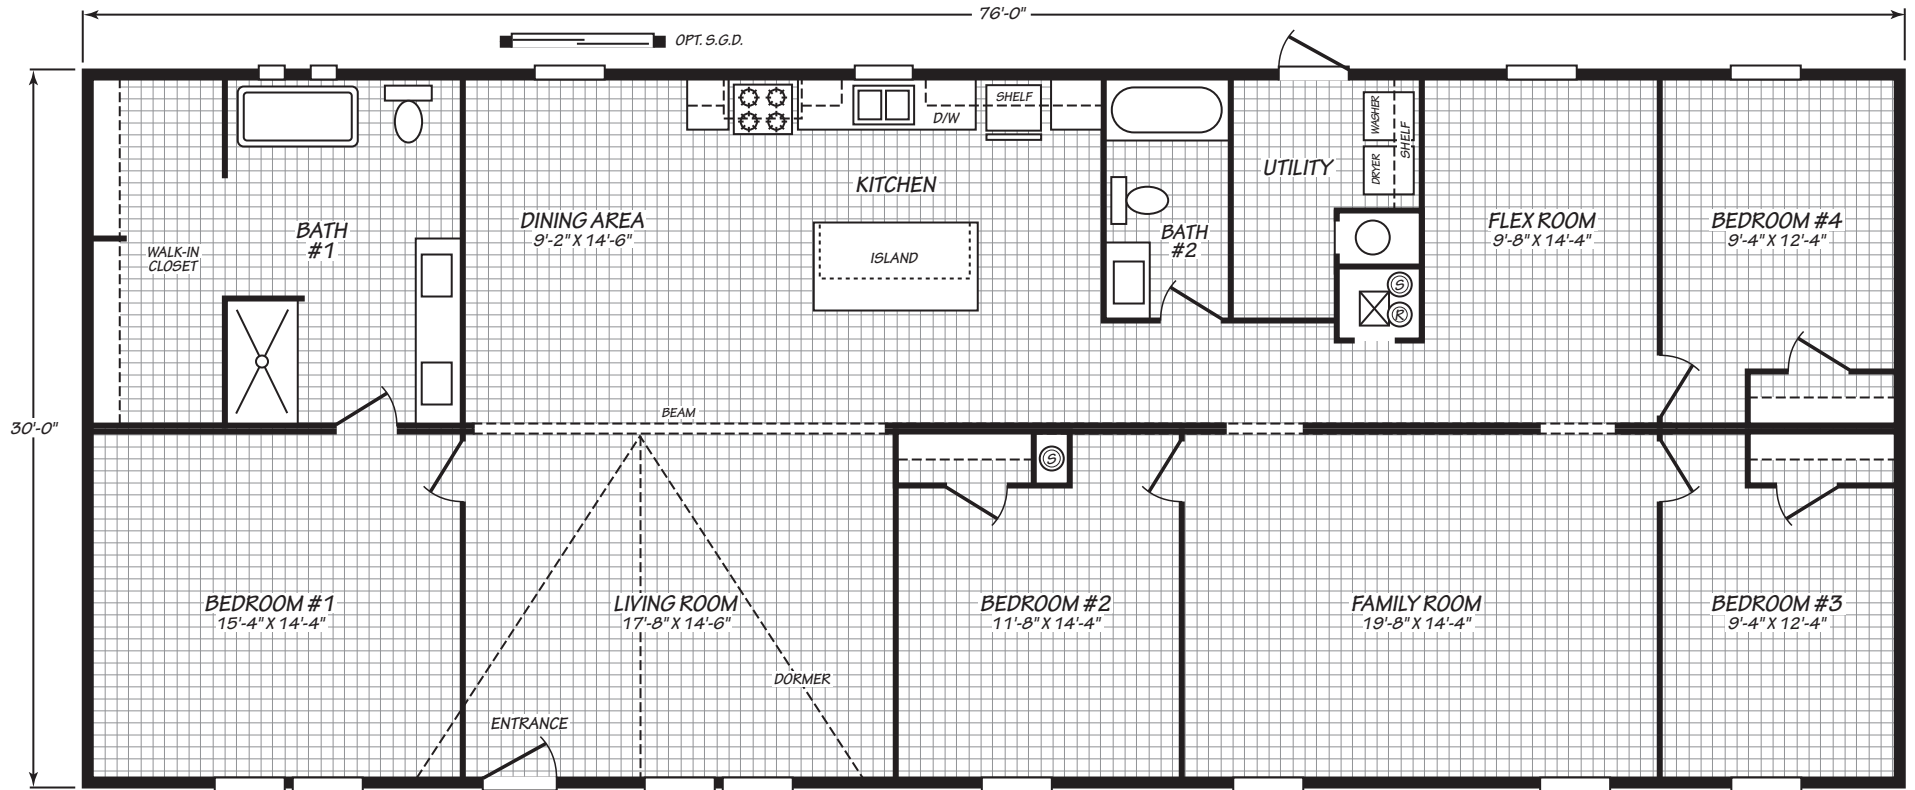 76'-0"
OPT. S.G.D.
SHELF
D/W
WASHER
SHELF
DRYER
UTILITY
KITCHEN
DINING AREA
9'-2" X 14'-6"
FLEX ROOM
9'-8" X 14'-4"
BEDROOM #4
9'-4" X 12'-4"
BATH
#1
BATH
#2
WALK-IN
CLOSET
ISLAND
S
R
BEAM
30'-0"
S
BEDROOM #1
15'-4" X 14'-4"
LIVING ROOM
17'-8" X 14'-6"
BEDROOM #2
11'-8" X 14'-4"
FAMILY ROOM
19'-8" X 14'-4"
BEDROOM #3
9'-4" X 12'-4"
DORMER
ENTRANCE